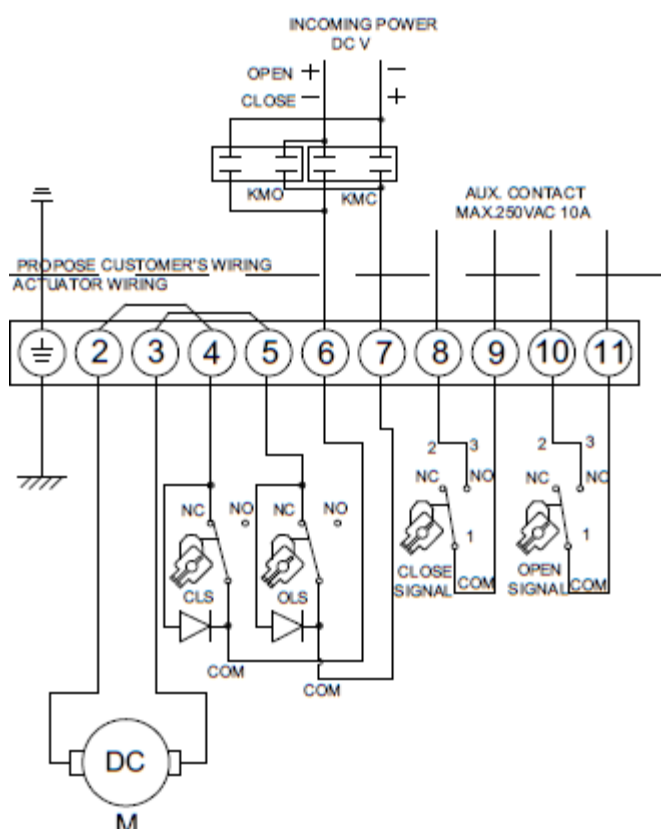 INCOMING POWER
DC V
OPEN + −
CLOSE − +
KMO KMC
AUX. CONTACT
MAX.250VAC 10A
PROPOSE CUSTOMER'S WIRING
ACTUATOR WIRING
2 3 4 5 6 7 8 9 10 11
2 3 2 3
NC NO NC NO NC NO NC NO
1 1
CLS OLS
CLOSE
SIGNAL COM
OPEN
SIGNAL COM
COM
COM
DC
M